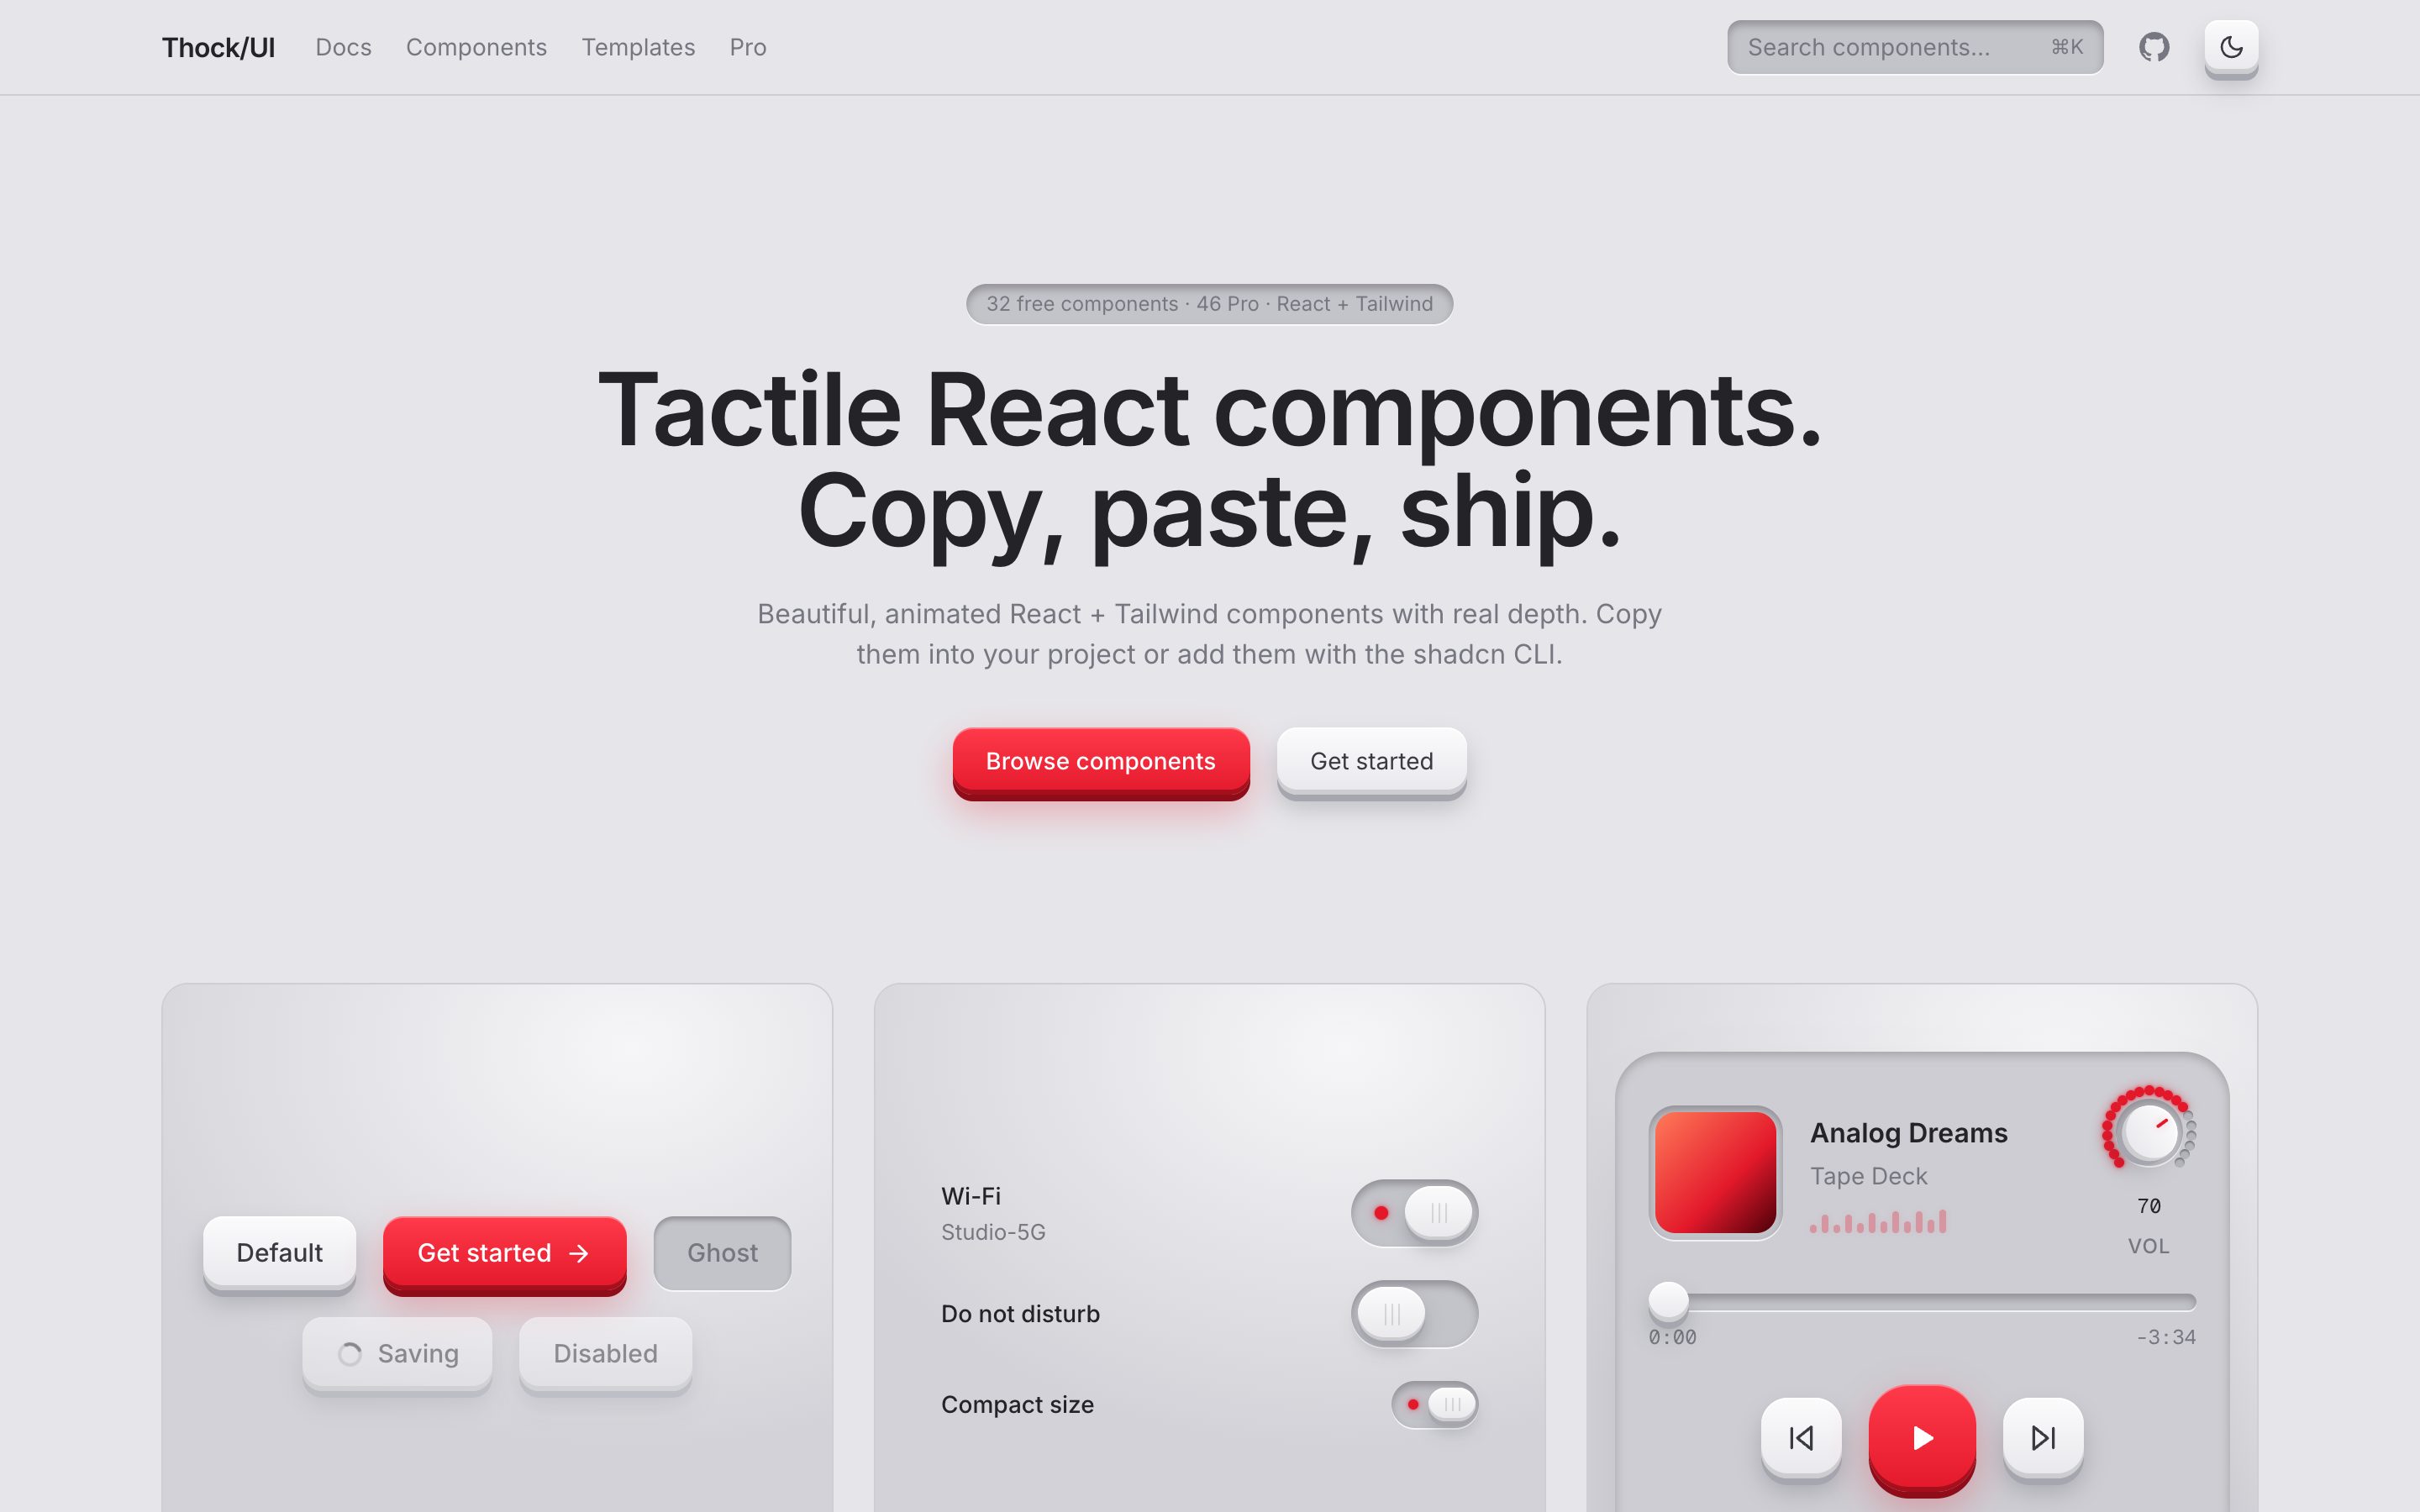 Thock/UI
Docs
Components
Templates
Pro
Search components...
⌘K
32 free components · 46 Pro · React + Tailwind
Tactile React components.
Copy, paste, ship.
Beautiful, animated React + Tailwind components with real depth. Copy
them into your project or add them with the shadcn CLI.
Browse components
Get started
Default
Get started →
Ghost
Saving
Disabled
Wi-Fi
Studio-5G
Do not disturb
Compact size
Analog Dreams
Tape Deck
70
VOL
0:00
-3:34